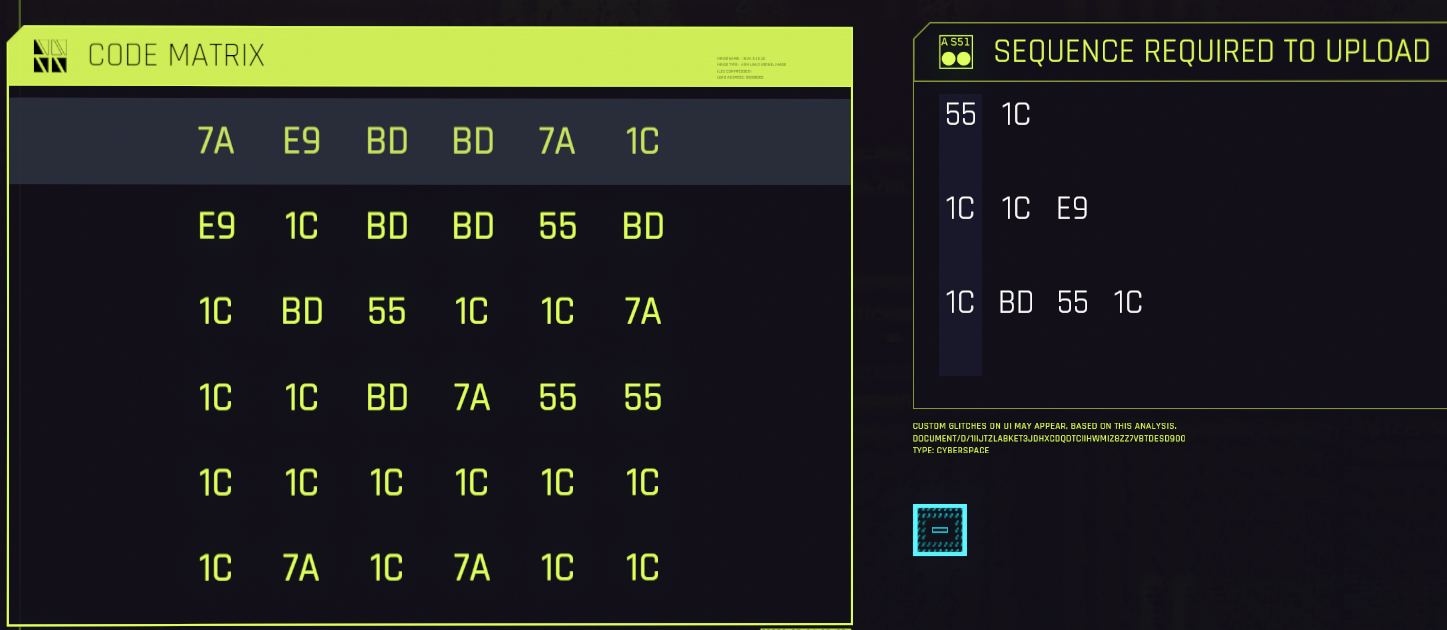 CODE MATRIX
7A E9 BD BD 7A 1C
E9 1C BD BD 55 BD
1C BD 55 1C 1C 7A
1C 1C BD 7A 55 55
1C 1C 1C 1C 1C 1C
1C 7A 1C 7A 1C 1C
A S51
SEQUENCE REQUIRED TO UPLOAD
55 1C
1C 1C E9
1C BD 55 1C
CUSTOM GLITCHES ON UI MAY APPEAR, BASED ON THIS ANALYSIS.
TYPE: CYBERSPACE